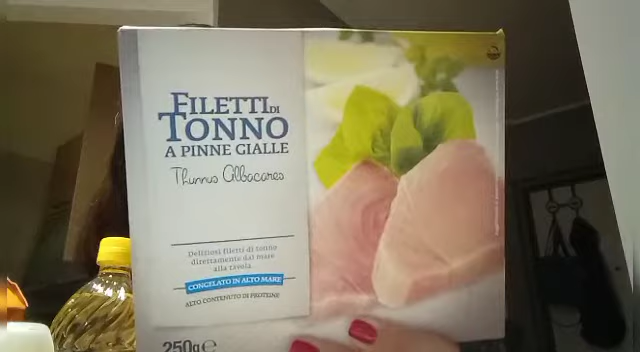 FILETTI DI
TONNO
A PINNE GIALLE
Thunnus Albacares
Deliziosi filetti di tonno
direttamente dal mare
alla tavola
CONGELATO IN ALTO MARE
ALTO CONTENUTO DI PROTEINE
250g ℮